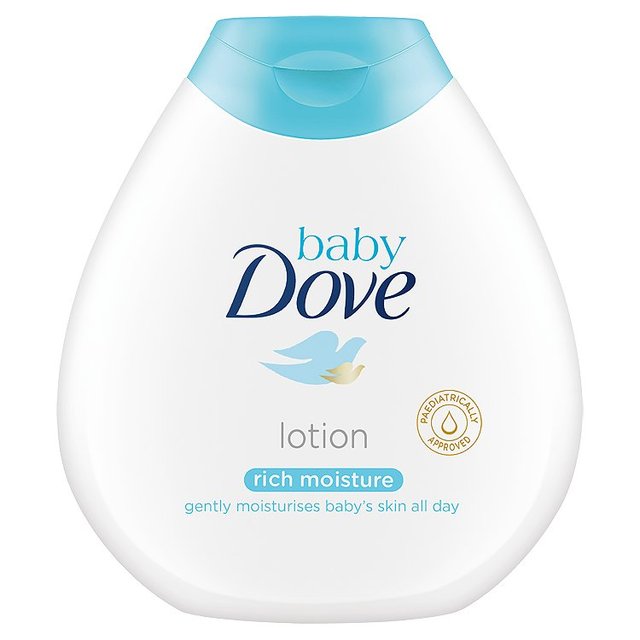 baby
Dove
lotion
PAEDIATRICALLY
APPROVED
rich moisture
gently moisturises baby's skin all day